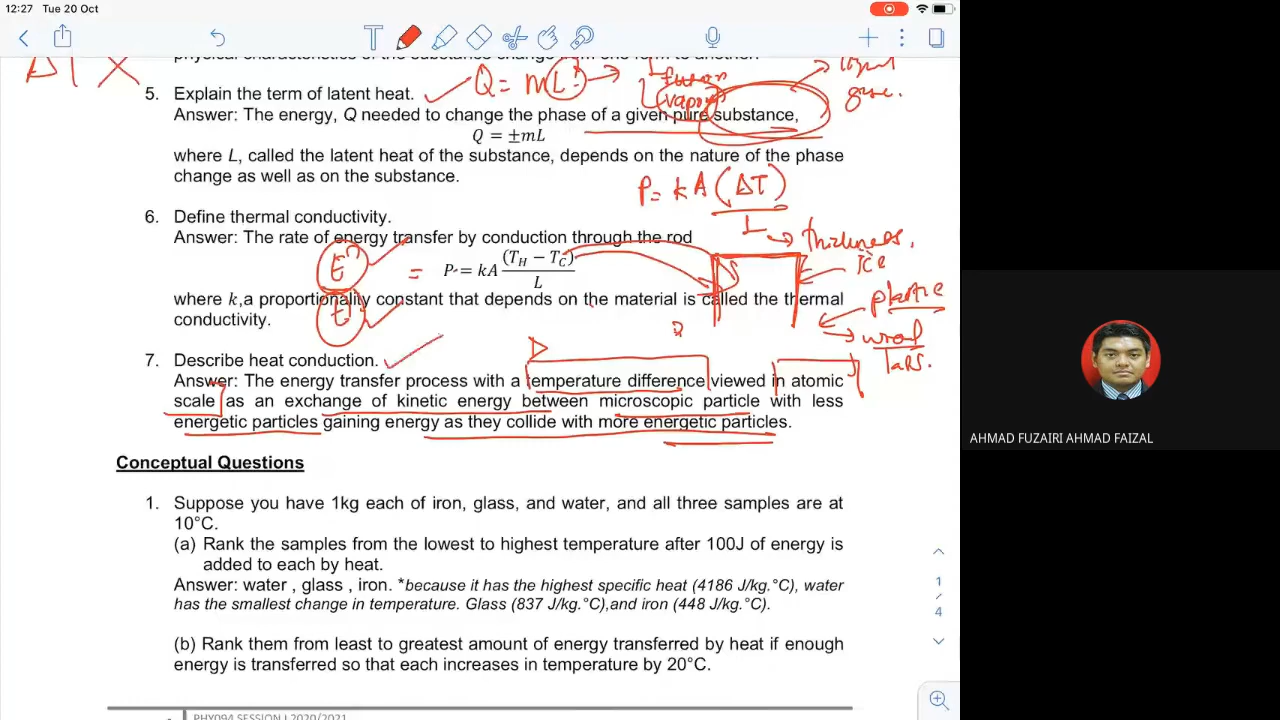 12:27 Tue 20 Oct
ΔT
Q = mL
fusion
vapor
5. Explain the term of latent heat.
Answer: The energy, Q needed to change the phase of a given pure substance,
Q = ±mL
where L, called the latent heat of the substance, depends on the nature of the phase
change as well as on the substance.
P = kA (ΔT)
L
thickness.
6. Define thermal conductivity.
Answer: The rate of energy transfer by conduction through the rod
= P = kA (T_H − T_C)
L
where k,a proportionality constant that depends on the material is called the thermal
conductivity.
plastic
7. Describe heat conduction.
Answer: The energy transfer process with a temperature difference viewed in atomic
scale as an exchange of kinetic energy between microscopic particle with less
energetic particles gaining energy as they collide with more energetic particles.
Conceptual Questions
1. Suppose you have 1kg each of iron, glass, and water, and all three samples are at
10°C.
(a) Rank the samples from the lowest to highest temperature after 100J of energy is
added to each by heat.
Answer: water , glass , iron. *because it has the highest specific heat (4186 J/kg.°C), water
has the smallest change in temperature. Glass (837 J/kg.°C),and iron (448 J/kg.°C).
(b) Rank them from least to greatest amount of energy transferred by heat if enough
energy is transferred so that each increases in temperature by 20°C.
PHY094 SESSION I 2020/2021
1
4
AHMAD FUZAIRI AHMAD FAIZAL